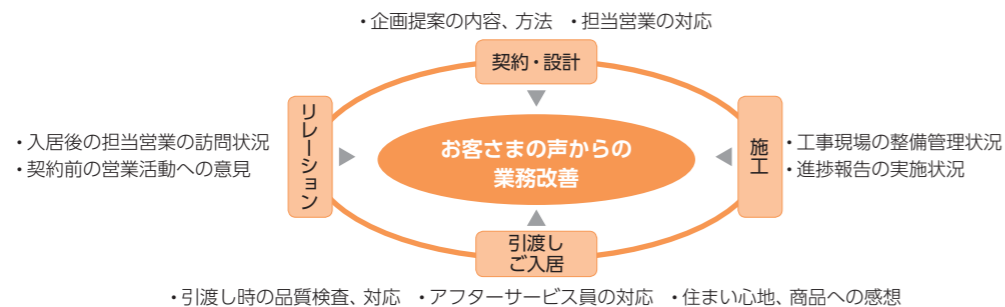 ・企画提案の内容、方法 ・担当営業の対応
契約・設計
リレーション
・入居後の担当営業の訪問状況
・契約前の営業活動への意見
お客さまの声からの
業務改善
施工
・工事現場の整備管理状況
・進捗報告の実施状況
引渡し
ご入居
・引渡し時の品質検査、対応 ・アフターサービス員の対応 ・住まい心地、商品への感想